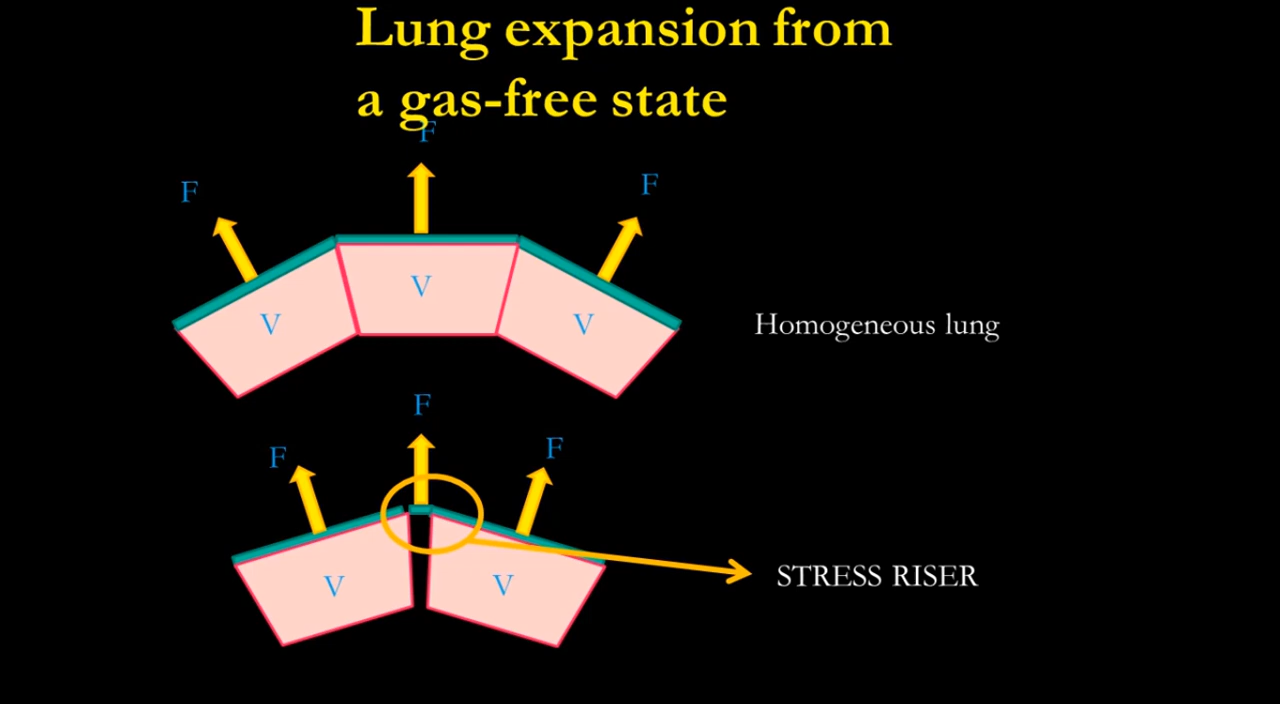 Lung expansion from
a gas-free state
F
F
F
V
V
V
Homogeneous lung
F
F
F
V
V
STRESS RISER